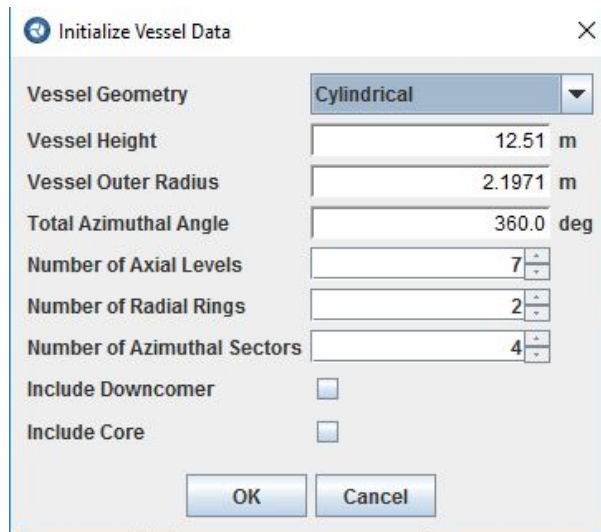 Initialize Vessel Data
Vessel Geometry Cylindrical
Vessel Height 12.51 m
Vessel Outer Radius 2.1971 m
Total Azimuthal Angle 360.0 deg
Number of Axial Levels 7
Number of Radial Rings 2
Number of Azimuthal Sectors 4
Include Downcomer
Include Core
OK Cancel